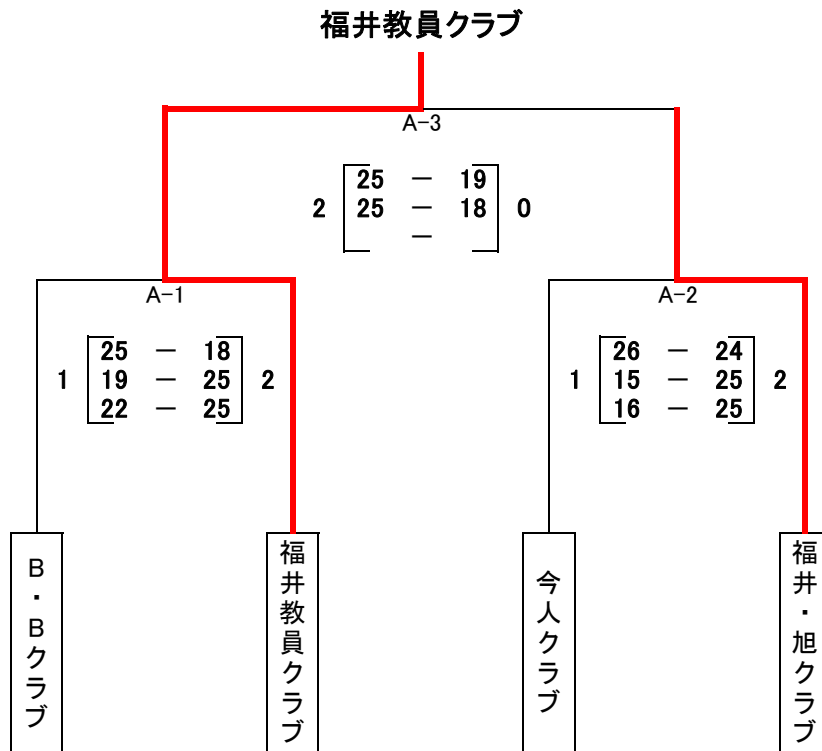 福井教員クラブ
A-3
25 － 19
2 25 － 18 0
－
A-1
A-2
25 － 18
1 19 － 25 2
22 － 25
26 － 24
1 15 － 25 2
16 － 25
B・Bクラブ
福井教員クラブ
今人クラブ
福井・旭クラブ